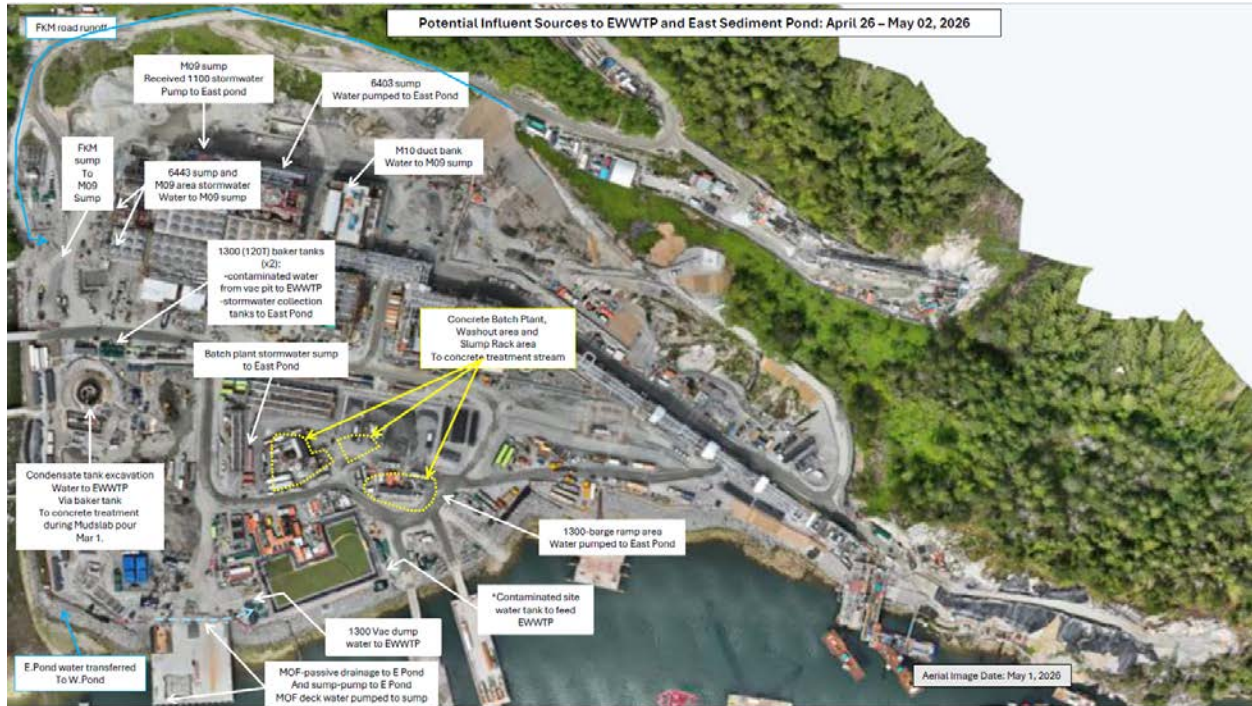 Potential Influent Sources to EWWTP and East Sediment Pond: April 26 – May 02, 2026
FKM road runoff
M09 sump
Received 1100 stormwater
Pump to East pond
6403 sump
Water pumped to East Pond
FKM
sump
To
M09
Sump
6443 sump and
M09 area stormwater
Water to M09 sump
M10 duct bank
Water to M09 sump
1300 (120T) baker tanks
(x2):
-contaminated water
from vac pit to EWWTP
-stormwater collection
tanks to East Pond
Concrete Batch Plant,
Washout area and
Slump Rack area
To concrete treatment stream
Batch plant stormwater sump
to East Pond
Condensate tank excavation
Water to EWWTP
Via baker tank
To concrete treatment
during Mudslab pour
Mar 1.
1300-barge ramp area
Water pumped to East Pond
*Contaminated site
water tank to feed
EWWTP
1300 Vac dump
water to EWWTP
E.Pond water transferred
To W.Pond
MOF-passive drainage to E Pond
And sump-pump to E Pond
MOF deck water pumped to sump
Aerial Image Date: May 1, 2026